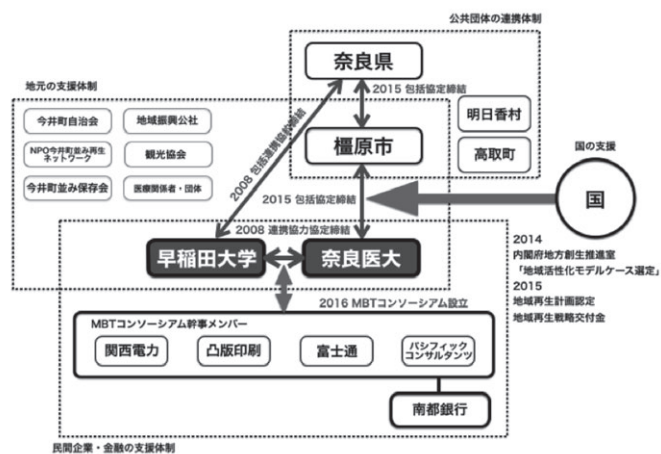 公共団体の連携体制
奈良県
地元の支援体制
2015 包括協定締結
今井町自治会
地域振興公社
明日香村
NPO今井町並み再生
ネットワーク
観光協会
橿原市
高取町
国の支援
今井町並み保存会
医療関係者・団体
2008 包括連携協約締結
2015 包括協定締結
国
2008 連携協力協定締結
早稲田大学
奈良医大
2014
内閣府地方創生推進室
「地域活性化モデルケース選定」
2015
地域再生計画認定
地域再生戦略交付金
2016 MBTコンソーシアム設立
MBTコンソーシアム幹事メンバー
関西電力
凸版印刷
富士通
パシフィック
コンサルタンツ
南都銀行
民間企業・金融の支援体制